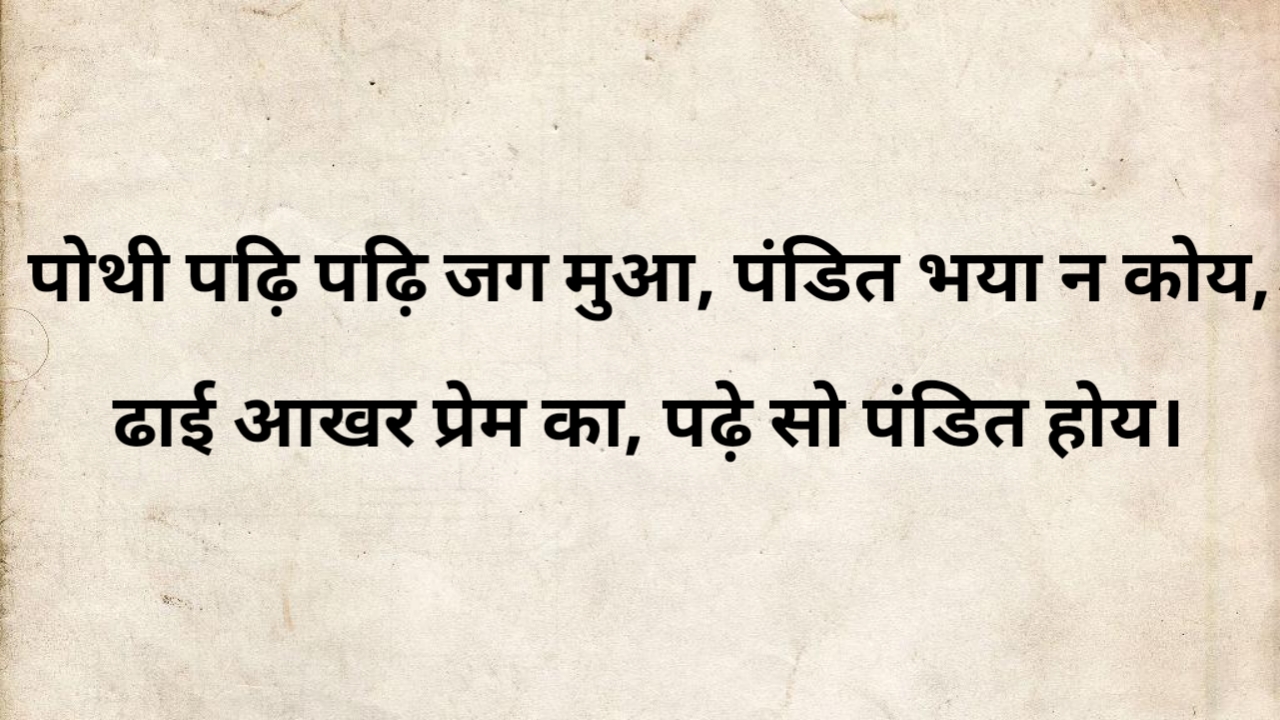 पोथी पढ़ि पढ़ि जग मुआ, पंडित भया न कोय,
ढाई आखर प्रेम का, पढ़े सो पंडित होय।